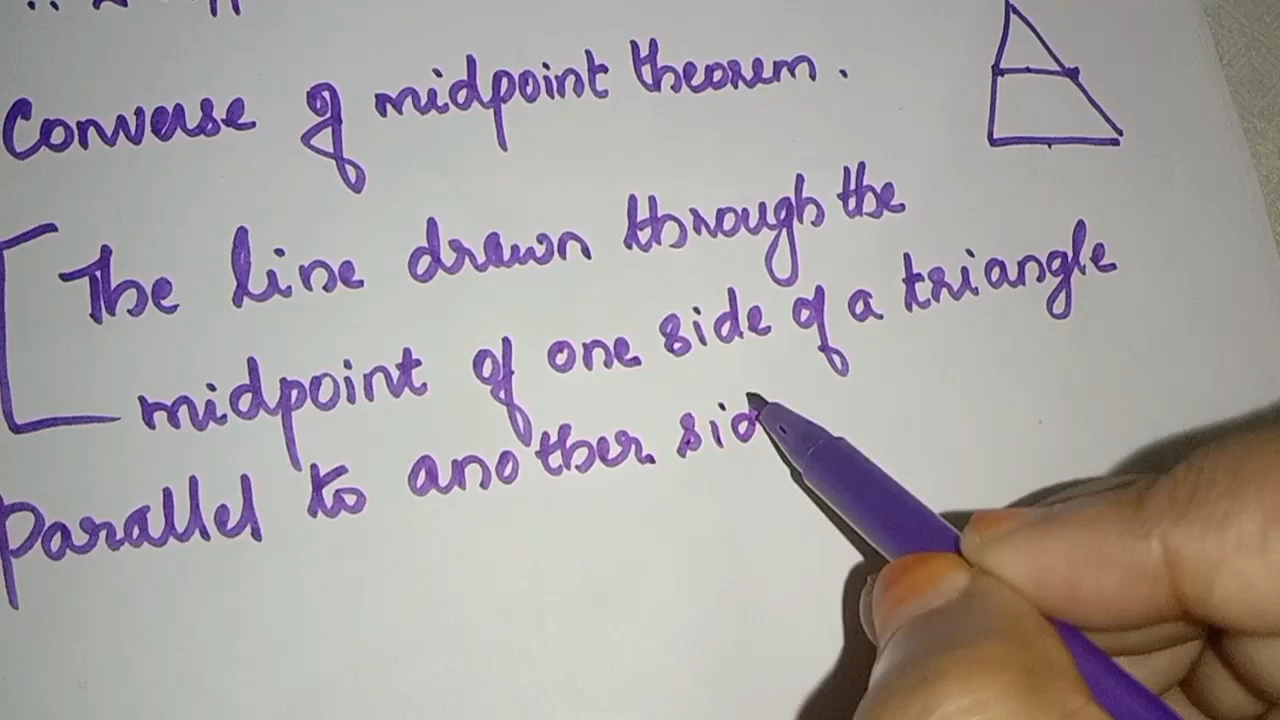 Converse of midpoint theorem.
The line drawn through the
midpoint of one side of a triangle
Parallel to another sid